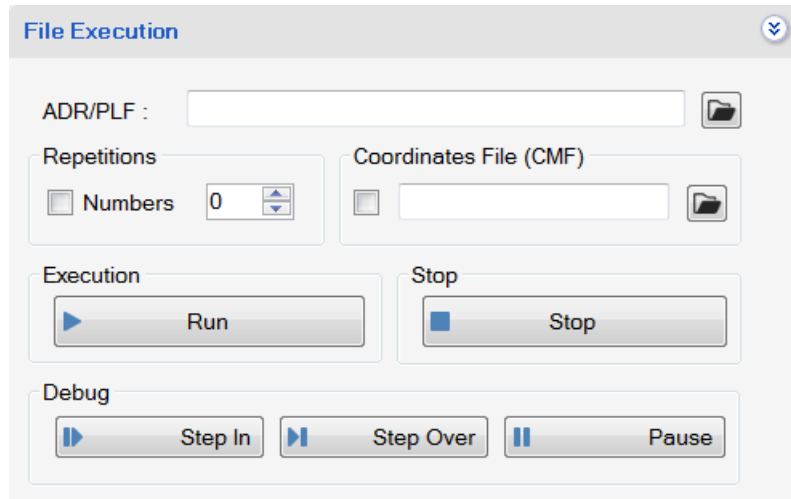 File Execution
ADR/PLF :
Repetitions
Coordinates File (CMF)
Numbers
0
Execution
Stop
Run
Stop
Debug
Step In
Step Over
Pause